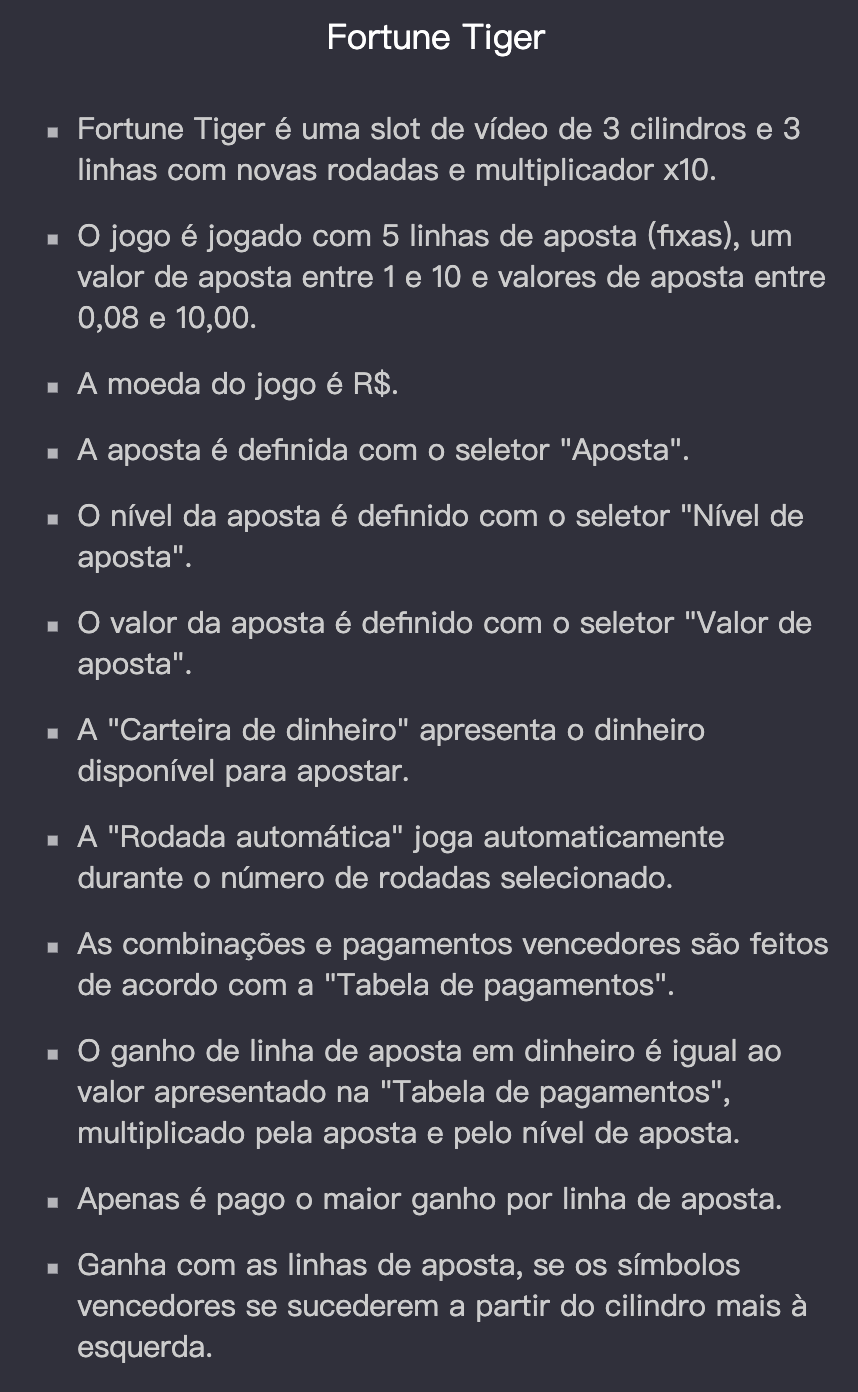 Fortune Tiger
▪ Fortune Tiger é uma slot de vídeo de 3 cilindros e 3
linhas com novas rodadas e multiplicador x10.
▪ O jogo é jogado com 5 linhas de aposta (fixas), um
valor de aposta entre 1 e 10 e valores de aposta entre
0,08 e 10,00.
▪ A moeda do jogo é R$.
▪ A aposta é definida com o seletor "Aposta".
▪ O nível da aposta é definido com o seletor "Nível de
aposta".
▪ O valor da aposta é definido com o seletor "Valor de
aposta".
▪ A "Carteira de dinheiro" apresenta o dinheiro
disponível para apostar.
▪ A "Rodada automática" joga automaticamente
durante o número de rodadas selecionado.
▪ As combinações e pagamentos vencedores são feitos
de acordo com a "Tabela de pagamentos".
▪ O ganho de linha de aposta em dinheiro é igual ao
valor apresentado na "Tabela de pagamentos",
multiplicado pela aposta e pelo nível de aposta.
▪ Apenas é pago o maior ganho por linha de aposta.
▪ Ganha com as linhas de aposta, se os símbolos
vencedores se sucederem a partir do cilindro mais à
esquerda.